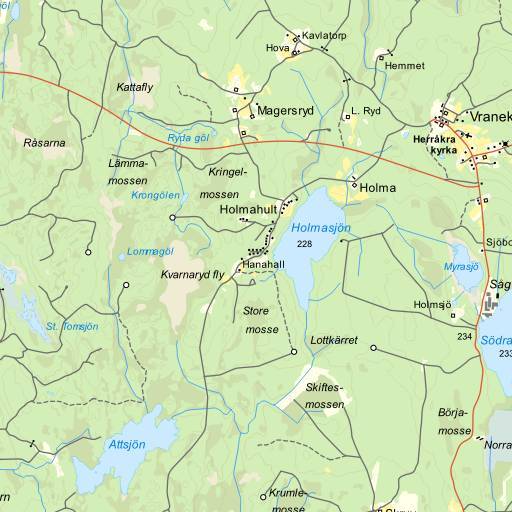 Kavlatorp
Hova
Hemmet
Kattafly
Magersryd
L. Ryd
Vranek
Ryda göl
Herråkra
kyrka
Råsarna
Lämma-
mossen
Kringel-
mossen
Krongölen
Holma
Holmahult
Holmasjön
228
Lommagöl
Hanahall
Kvarnaryd fly
Sjöbo
Myrasjö
Såg
Holmsjö
St. Tomsjön
Store
mosse
Lottkärret
234
Södra
233
Skiftes-
mossen
Börja-
mosse
Attsjön
Norra
Krumle-
mosse